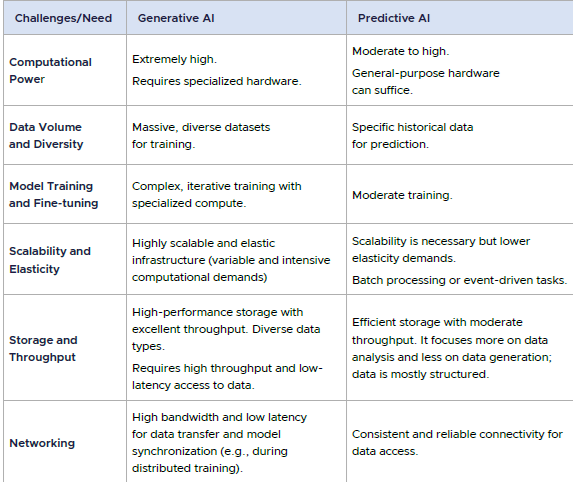 Challenges/Need
Generative AI
Predictive AI
Computational
Power
Extremely high.
Requires specialized hardware.
Moderate to high.
General-purpose hardware
can suffice.
Data Volume
and Diversity
Massive, diverse datasets
for training.
Specific historical data
for prediction.
Model Training
and Fine-tuning
Complex, iterative training with
specialized compute.
Moderate training.
Scalability and
Elasticity
Highly scalable and elastic
infrastructure (variable and intensive
computational demands)
Scalability is necessary but lower
elasticity demands.
Batch processing or event-driven tasks.
Storage and
Throughput
High-performance storage with
excellent throughput. Diverse data
types.
Requires high throughput and low-
latency access to data.
Efficient storage with moderate
throughput. It focuses more on data
analysis and less on data generation;
data is mostly structured.
Networking
High bandwidth and low latency
for data transfer and model
synchronization (e.g., during
distributed training).
Consistent and reliable connectivity for
data access.